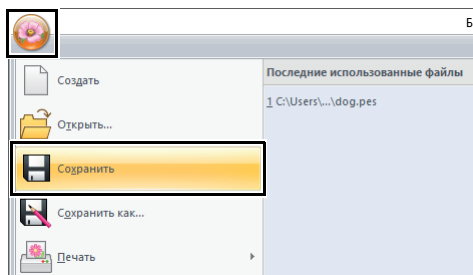 Б
Создать
Открыть...
Сохранить
Сохранить как...
Печать
Последние использованные файлы
1 C:\Users\...\dog.pes